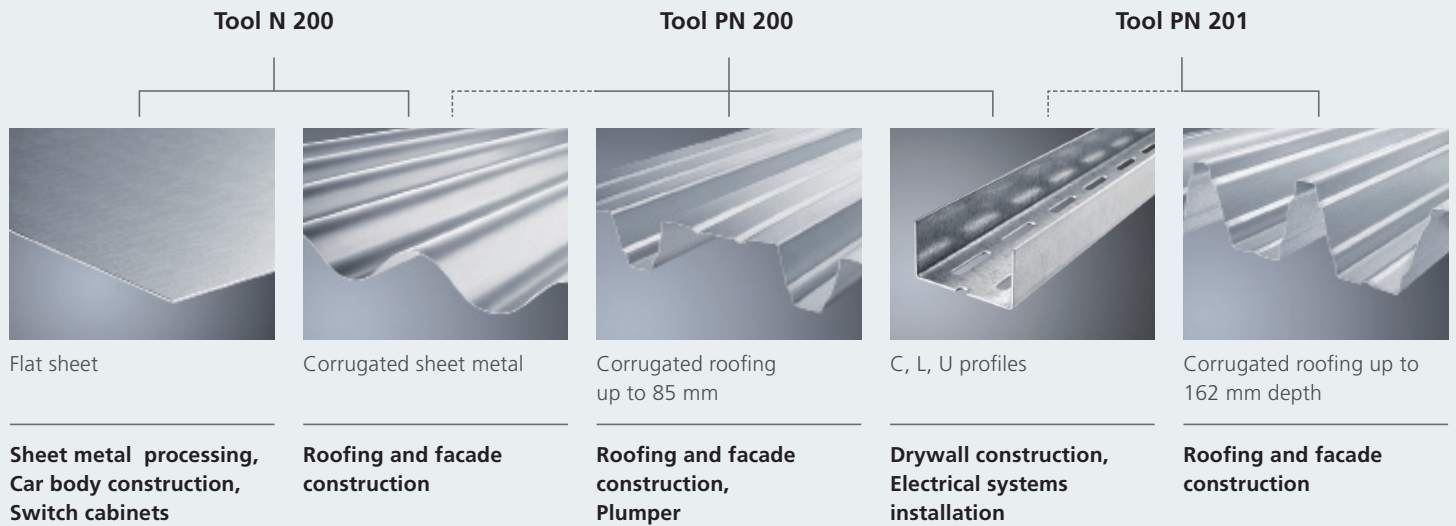 Tool N 200
Tool PN 200
Tool PN 201
Flat sheet
Corrugated sheet metal
Corrugated roofing
up to 85 mm
C, L, U profiles
Corrugated roofing up to
162 mm depth
Sheet metal processing,
Car body construction,
Switch cabinets
Roofing and facade
construction
Roofing and facade
construction,
Plumper
Drywall construction,
Electrical systems
installation
Roofing and facade
construction